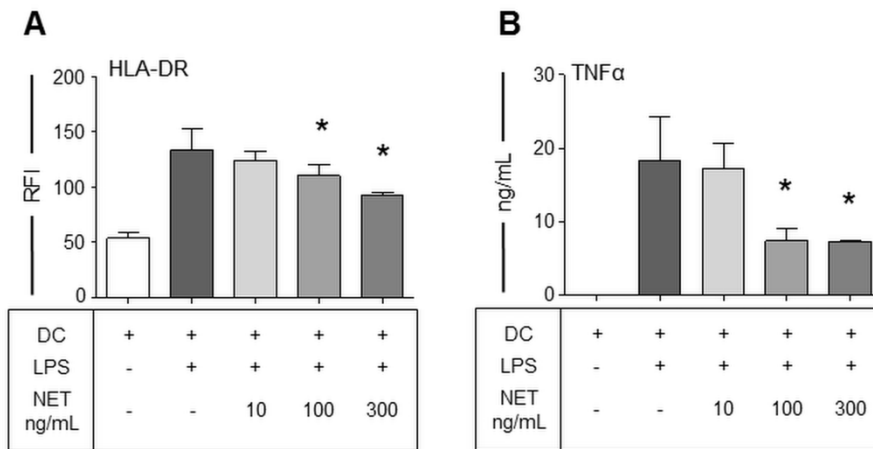 A
HLA-DR
200
150
100
50
0
RFI
* *
DC + + + + +
LPS - + + + +
NET
ng/mL - - 10 100 300
B
TNFα
30
20
10
0
ng/mL
* *
DC + + + + +
LPS - + + + +
NET
ng/mL - - 10 100 300